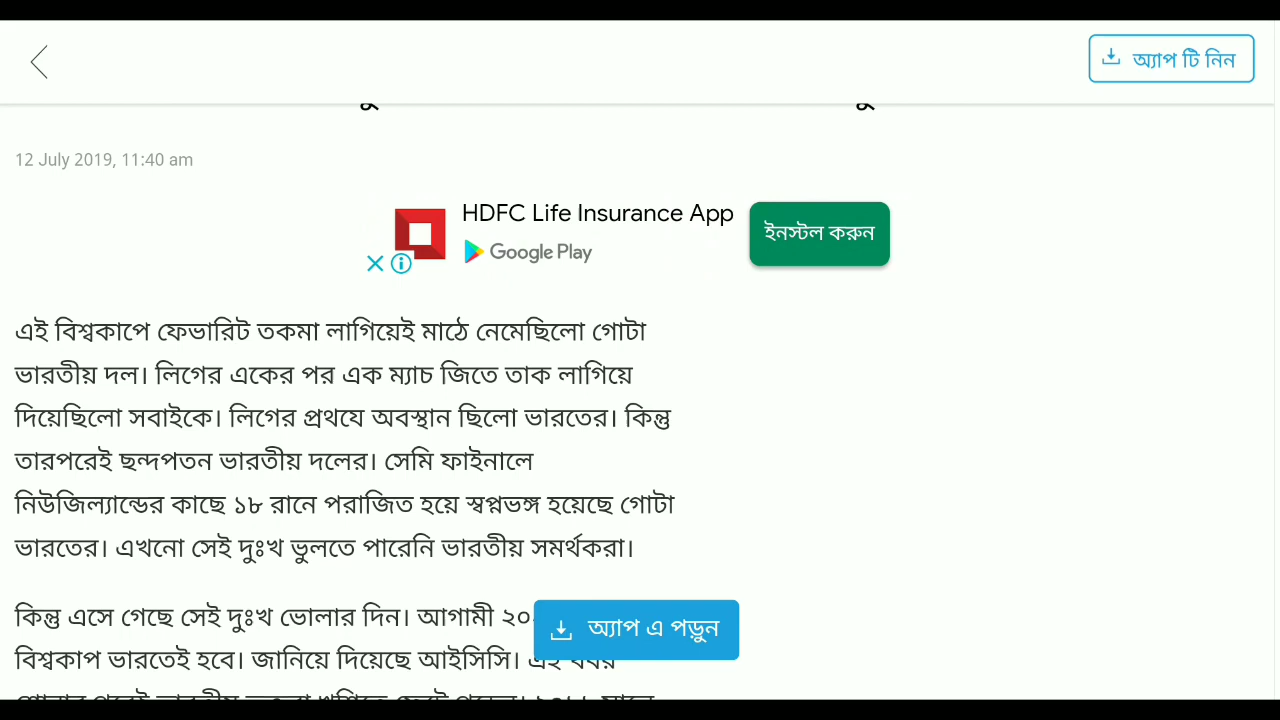 অ্যাপ টি নিন
12 July 2019, 11:40 am
HDFC Life Insurance App
Google Play
ইনস্টল করুন
এই বিশ্বকাপে ফেভারিট তকমা লাগিয়েই মাঠে নেমেছিলো গোটা
ভারতীয় দল। লিগের একের পর এক ম্যাচ জিতে তাক লাগিয়ে
দিয়েছিলো সবাইকে। লিগের প্রথযে অবস্থান ছিলো ভারতের। কিন্তু
তারপরেই ছন্দপতন ভারতীয় দলের। সেমি ফাইনালে
নিউজিল্যান্ডের কাছে ১৮ রানে পরাজিত হয়ে স্বপ্নভঙ্গ হয়েছে গোটা
ভারতের। এখনো সেই দুঃখ ভুলতে পারেনি ভারতীয় সমর্থকরা।
কিন্তু এসে গেছে সেই দুঃখ ভোলার দিন। আগামী
অ্যাপ এ পড়ুন
বিশ্বকাপ ভারতেই হবে। জানিয়ে দিয়েছে আইসিসি। এই